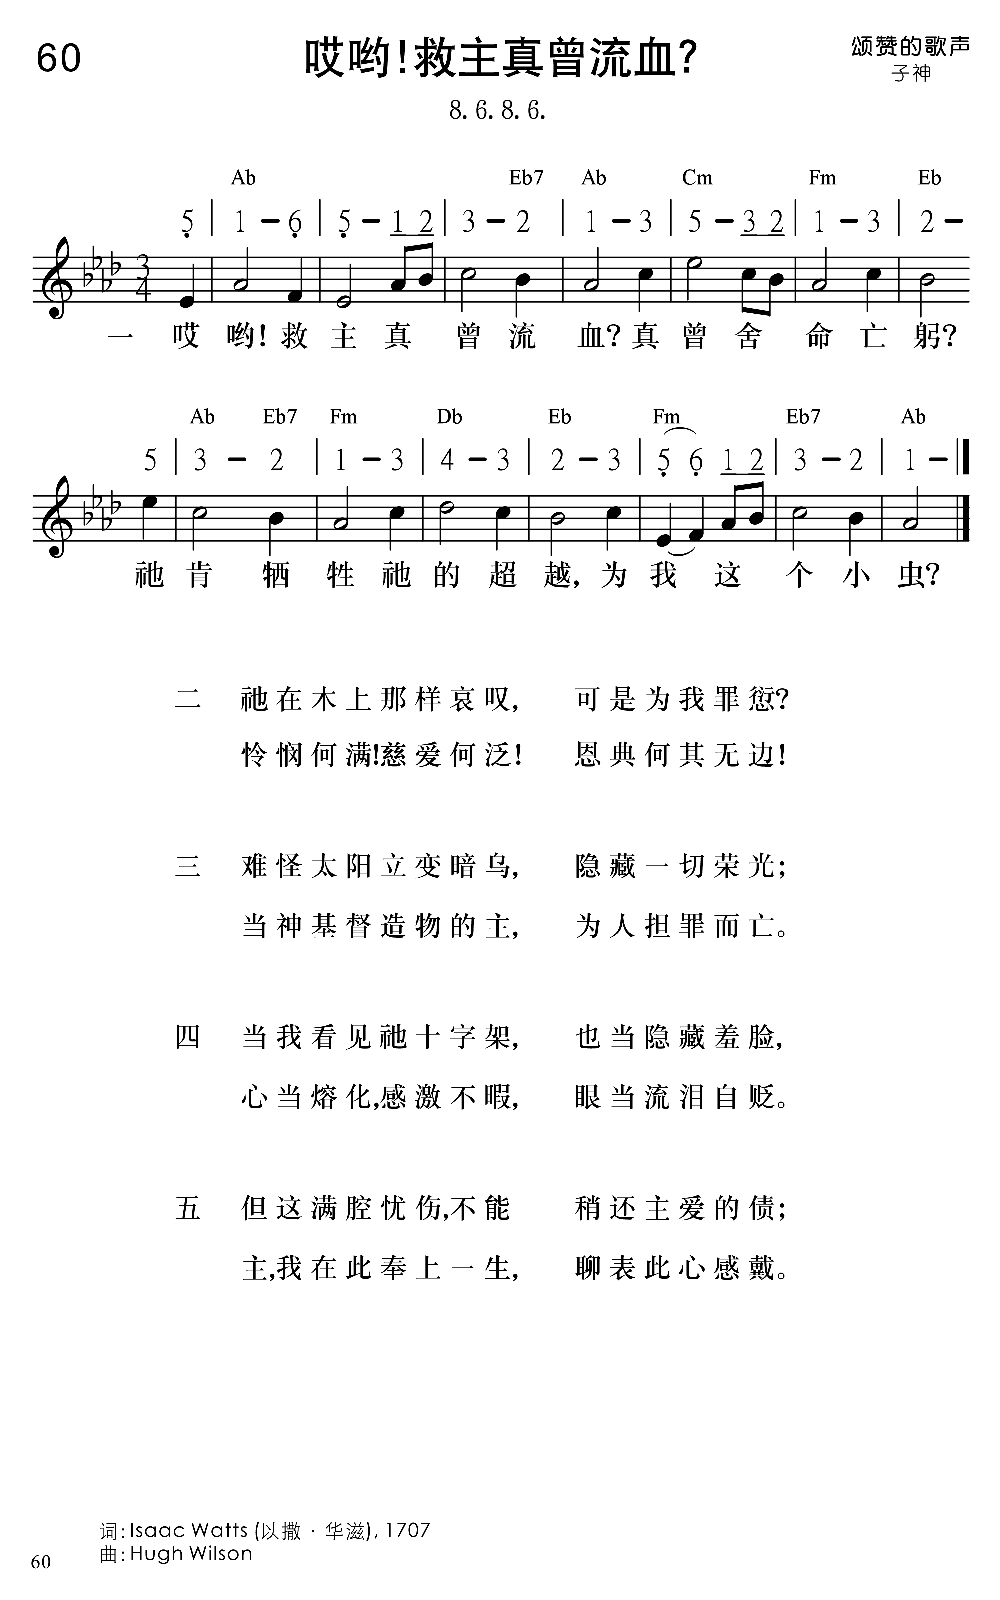 60
哎哟!救主真曾流血?
颂赞的歌声
子神
8. 6. 8. 6.
Ab Eb7 Ab Cm Fm Eb
5 | 1 - 6 | 5 - 1 2 | 3 - 2 | 1 - 3 | 5 - 3 2 | 1 - 3 | 2 -
3
4
一 哎 哟! 救 主 真 曾 流 血? 真 曾 舍 命 亡 躬?
Ab Eb7 Fm Db Eb Fm Eb7 Ab
5 | 3 - 2 | 1 - 3 | 4 - 3 | 2 - 3 | 5 6 1 2 | 3 - 2 | 1 -
祂 肯 牺 牲 祂 的 超 越, 为 我 这 个 小 虫?
二 祂在木上那样哀叹, 可是为我罪愆?
怜悯何满!慈爱何泛! 恩典何其无边!
三 难怪太阳立变暗乌, 隐藏一切荣光;
当神基督造物的主, 为人担罪而亡。
四 当我看见祂十字架, 也当隐藏羞脸,
心当熔化,感激不暇, 眼当流泪自贬。
五 但这满腔忧伤,不能 稍还主爱的债;
主,我在此奉上一生, 聊表此心感戴。
词: Isaac Watts (以撒 · 华滋), 1707
曲: Hugh Wilson
60